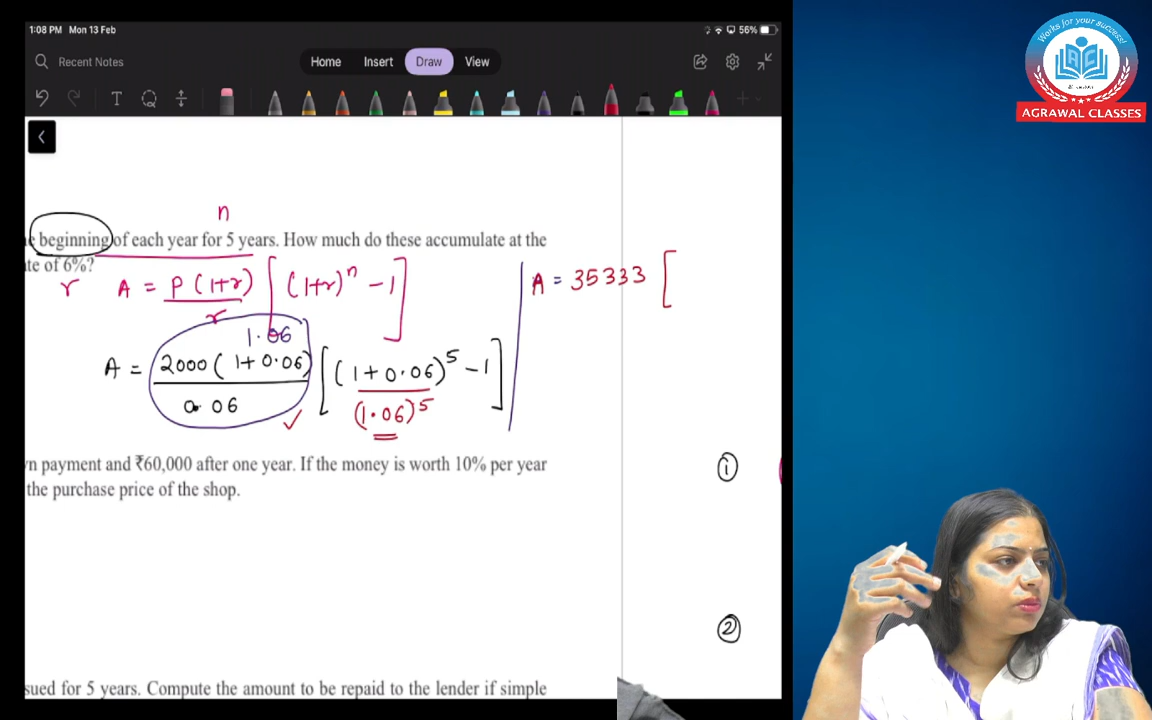 1:08 PM Mon 13 Feb
56%
Recent Notes
Home Insert Draw View
Works for your success!
AC
AGRAWAL CLASSES
n
beginning of each year for 5 years. How much do these accumulate at the
te of 6%?
r A = P(1+r)/r [(1+r)^n - 1]
A = 35333 [
1.06
A = 2000(1+0.06)/0.06 [(1+0.06)^5 - 1]
(1.06)^5
n payment and ₹60,000 after one year. If the money is worth 10% per year
the purchase price of the shop.
①
②
sued for 5 years. Compute the amount to be repaid to the lender if simple